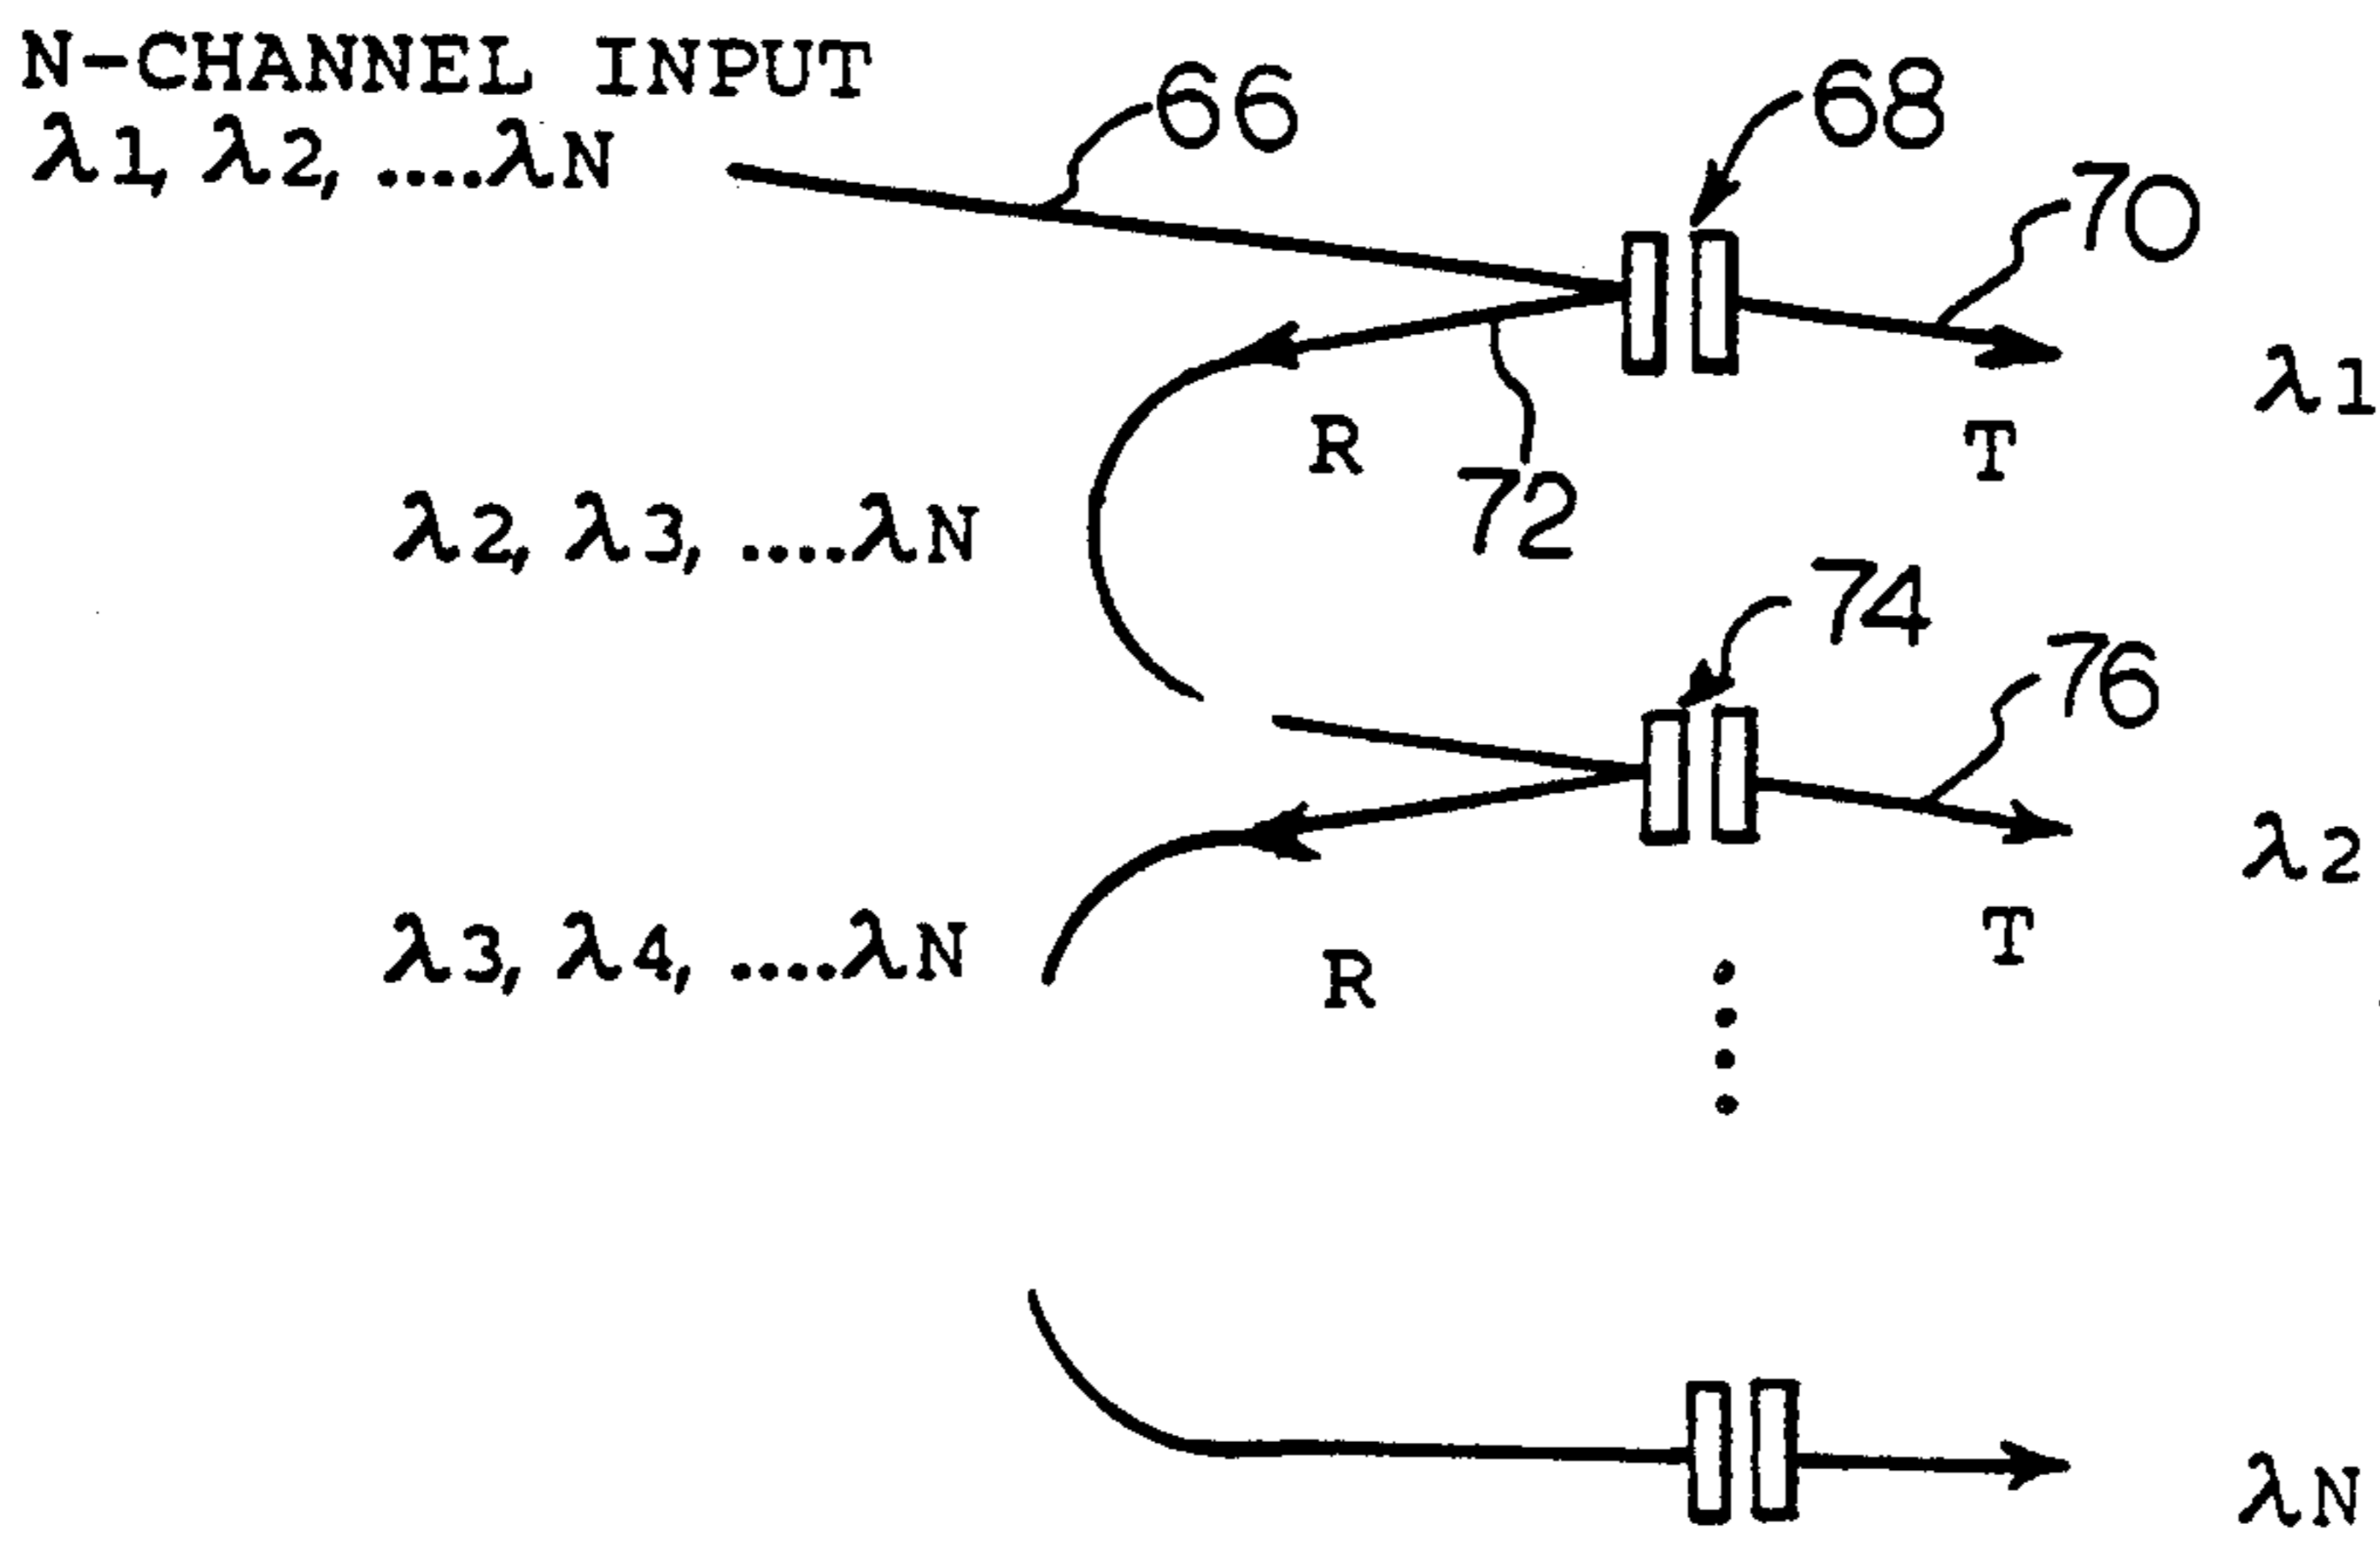 N-CHANNEL INPUT
λ1, λ2, ....λN
66
68
70
λ1
R
T
72
λ2, λ3, ....λN
74
76
λ2
T
λ3, λ4, ....λN
R
λN